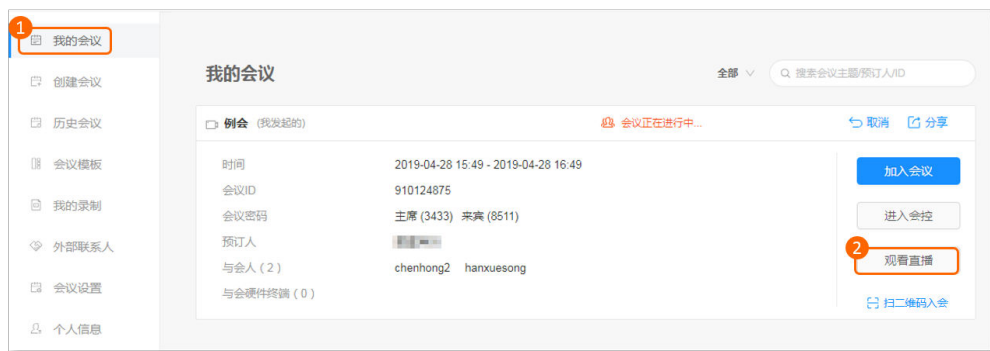 1
我的会议
创建会议
历史会议
会议模板
我的录制
外部联系人
会议设置
个人信息
我的会议
全部
搜索会议主题/预订人/ID
例会 (我发起的)
会议正在进行中...
取消 分享
时间 2019-04-28 15:49 - 2019-04-28 16:49
会议ID 910124875
会议密码 主席 (3433) 来宾 (8511)
预订人
与会人 ( 2 ) chenhong2 hanxuesong
与会硬件终端 ( 0 )
加入会议
进入会控
2
观看直播
扫二维码入会